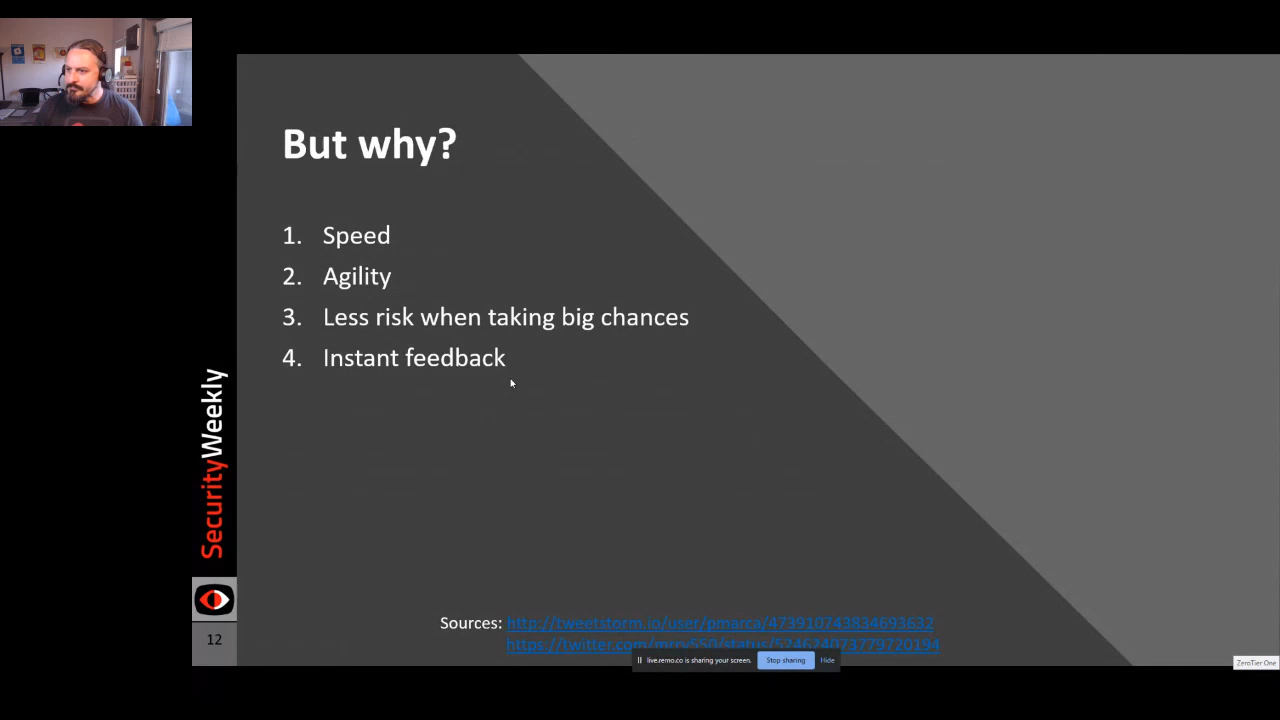 But why?
1. Speed
2. Agility
3. Less risk when taking big chances
4. Instant feedback
SecurityWeekly
12
Sources: http://tweetstorm.io/user/pmarca/473910743834693632
live.remo.co is sharing your screen. Stop sharing Hide
ZeroTier One